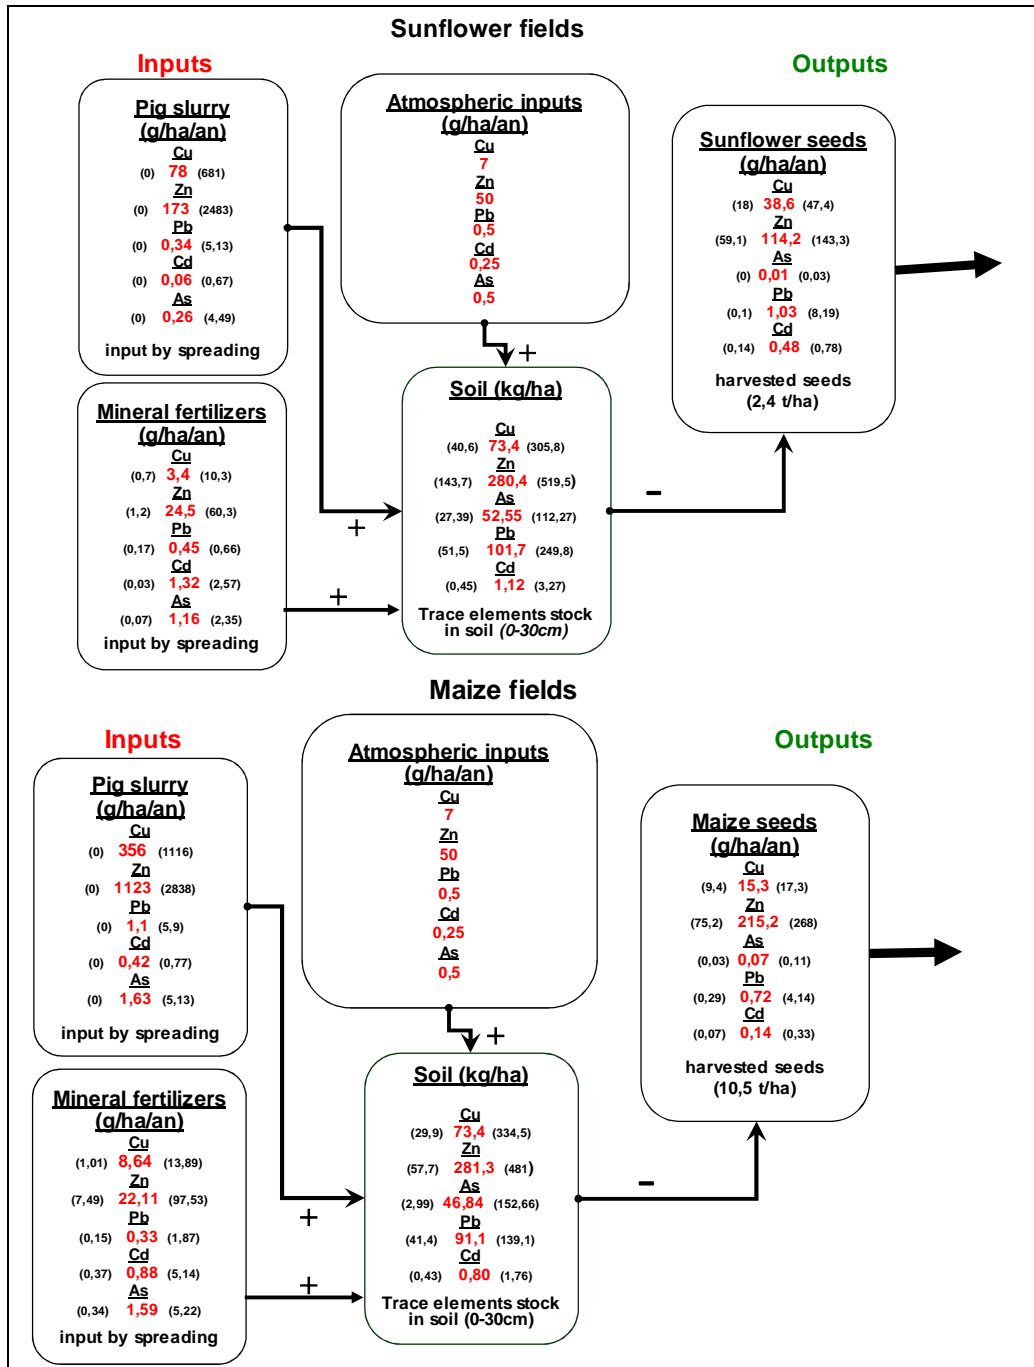 Sunflower fields
Inputs
Outputs
Pig slurry
(g/ha/an)
Cu
(0) 78 (681)
Zn
(0) 173 (2483)
Pb
(0) 0,34 (5,13)
Cd
(0) 0,06 (0,67)
As
(0) 0,26 (4,49)
input by spreading
Atmospheric inputs
(g/ha/an)
Cu
7
Zn
50
Pb
0,5
Cd
0,25
As
0,5
+
Sunflower seeds
(g/ha/an)
Cu
(18) 38,6 (47,4)
Zn
(59,1) 114,2 (143,3)
As
(0) 0,01 (0,03)
Pb
(0,1) 1,03 (8,19)
Cd
(0,14) 0,48 (0,78)
harvested seeds
(2,4 t/ha)
Mineral fertilizers
(g/ha/an)
Cu
(0,7) 3,4 (10,3)
Zn
(1,2) 24,5 (60,3)
Pb
(0,17) 0,45 (0,66)
Cd
(0,03) 1,32 (2,57)
As
(0,07) 1,16 (2,35)
input by spreading
+
+
Soil (kg/ha)
Cu
(40,6) 73,4 (305,8)
Zn
(143,7) 280,4 (519,5)
As
(27,39) 52,55 (112,27)
Pb
(51,5) 101,7 (249,8)
Cd
(0,45) 1,12 (3,27)
Trace elements stock
in soil (0-30cm)
–
Maize fields
Inputs
Outputs
Pig slurry
(g/ha/an)
Cu
(0) 356 (1116)
Zn
(0) 1123 (2838)
Pb
(0) 1,1 (5,9)
Cd
(0) 0,42 (0,77)
As
(0) 1,63 (5,13)
input by spreading
Atmospheric inputs
(g/ha/an)
Cu
7
Zn
50
Pb
0,5
Cd
0,25
As
0,5
+
Maize seeds
(g/ha/an)
Cu
(9,4) 15,3 (17,3)
Zn
(75,2) 215,2 (268)
As
(0,03) 0,07 (0,11)
Pb
(0,29) 0,72 (4,14)
Cd
(0,07) 0,14 (0,33)
harvested seeds
(10,5 t/ha)
Mineral fertilizers
(g/ha/an)
Cu
(1,01) 8,64 (13,89)
Zn
(7,49) 22,11 (97,53)
Pb
(0,15) 0,33 (1,87)
Cd
(0,37) 0,88 (5,14)
As
(0,34) 1,59 (5,22)
input by spreading
+
+
Soil (kg/ha)
Cu
(29,9) 73,4 (334,5)
Zn
(57,7) 281,3 (481)
As
(2,99) 46,84 (152,66)
Pb
(41,4) 91,1 (139,1)
Cd
(0,43) 0,80 (1,76)
Trace elements stock
in soil (0-30cm)
–